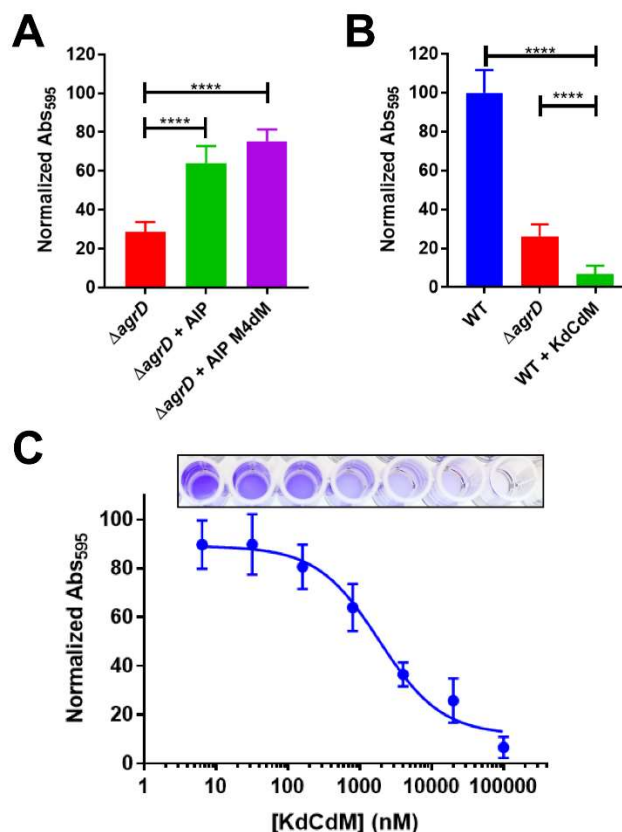 A
Normalized Abs595
120
100
80
60
40
20
0
****
****
ΔagrD
ΔagrD + AIP
ΔagrD + AIP M4dM
B
Normalized Abs595
120
100
80
60
40
20
0
****
****
WT
ΔagrD
WT + KdCdM
C
Normalized Abs595
100
80
60
40
20
0
1 10 100 1000 10000 100000
[KdCdM] (nM)